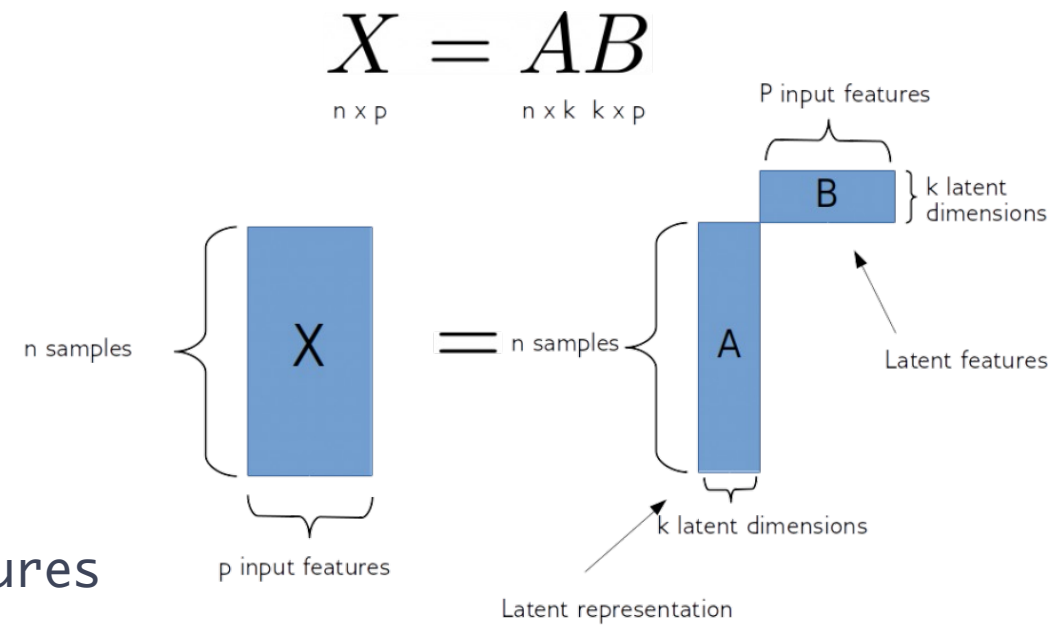 X = AB
n x p
n x k k x p
P input features
B
k latent
dimensions
n samples
X
=
n samples
A
Latent features
k latent dimensions
p input features
ures
Latent representation